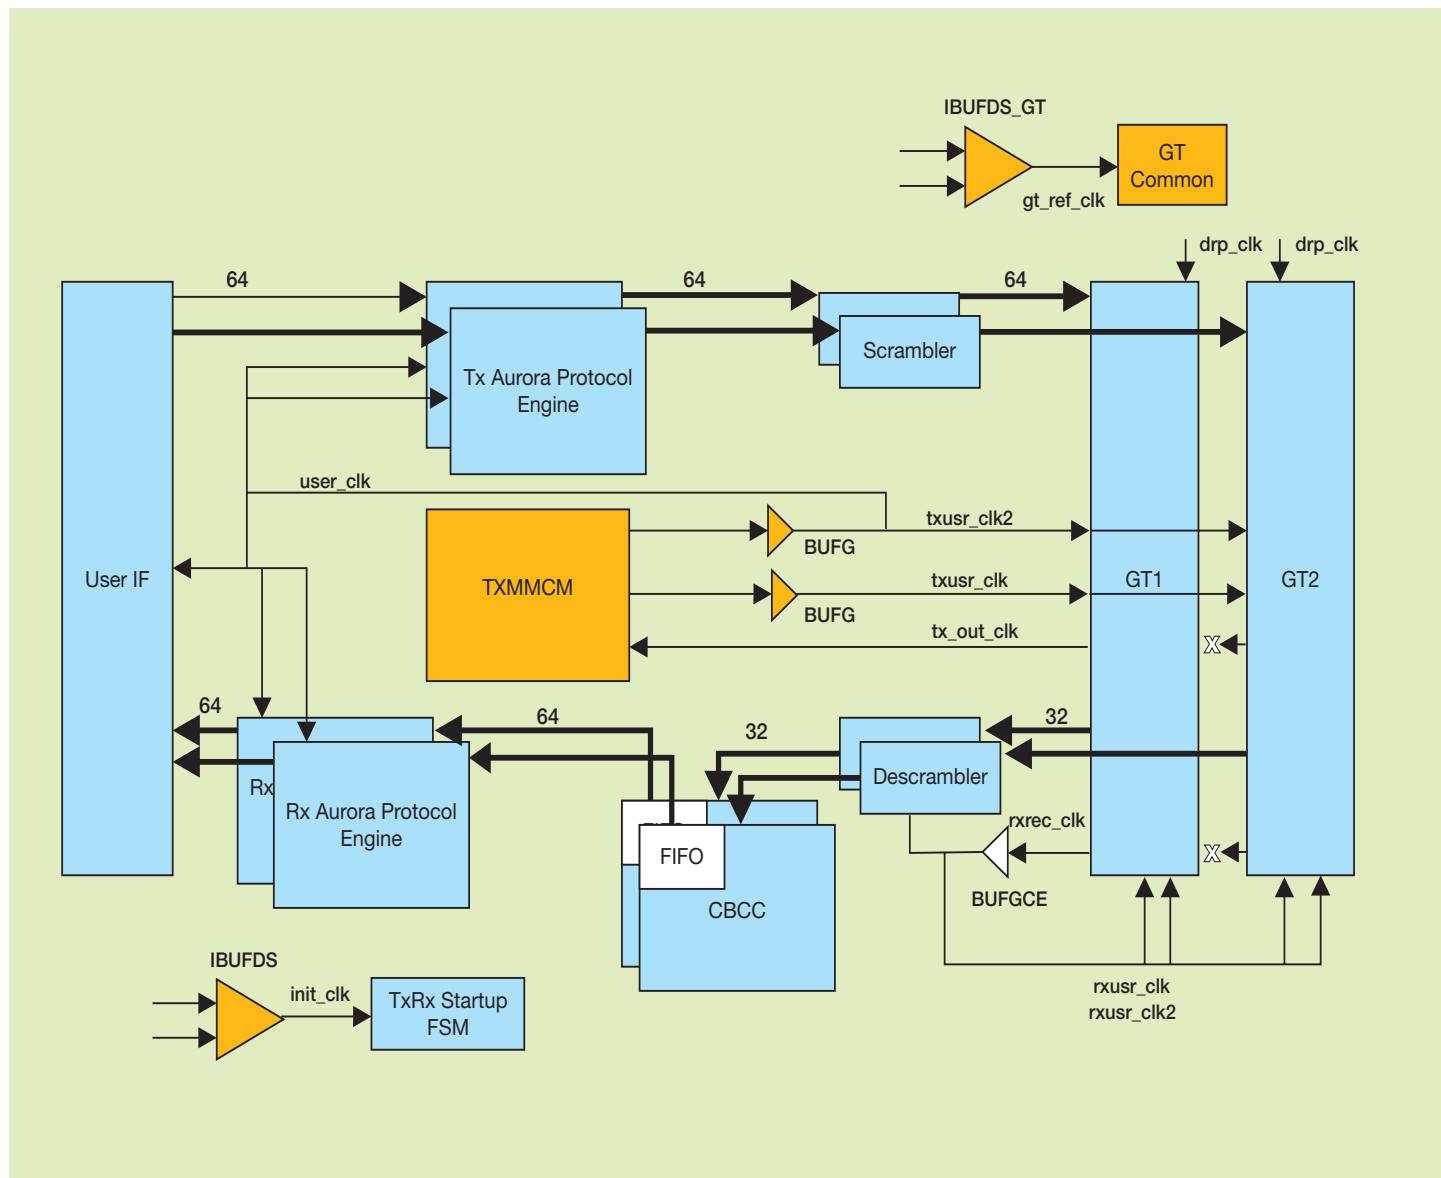 IBUFDS_GT
GT
Common
gt_ref_clk
drp_clk
drp_clk
64
64
64
Tx Aurora Protocol
Engine
Scrambler
user_clk
txusr_clk2
BUFG
User IF
TXMMCM
txusr_clk
GT1
GT2
BUFG
tx_out_clk
X
64
64
32
32
Rx
Descrambler
Rx Aurora Protocol
Engine
rxrec_clk
FIFO
X
CBCC
BUFGCE
IBUFDS
init_clk
TxRx Startup
FSM
rxusr_clk
rxusr_clk2